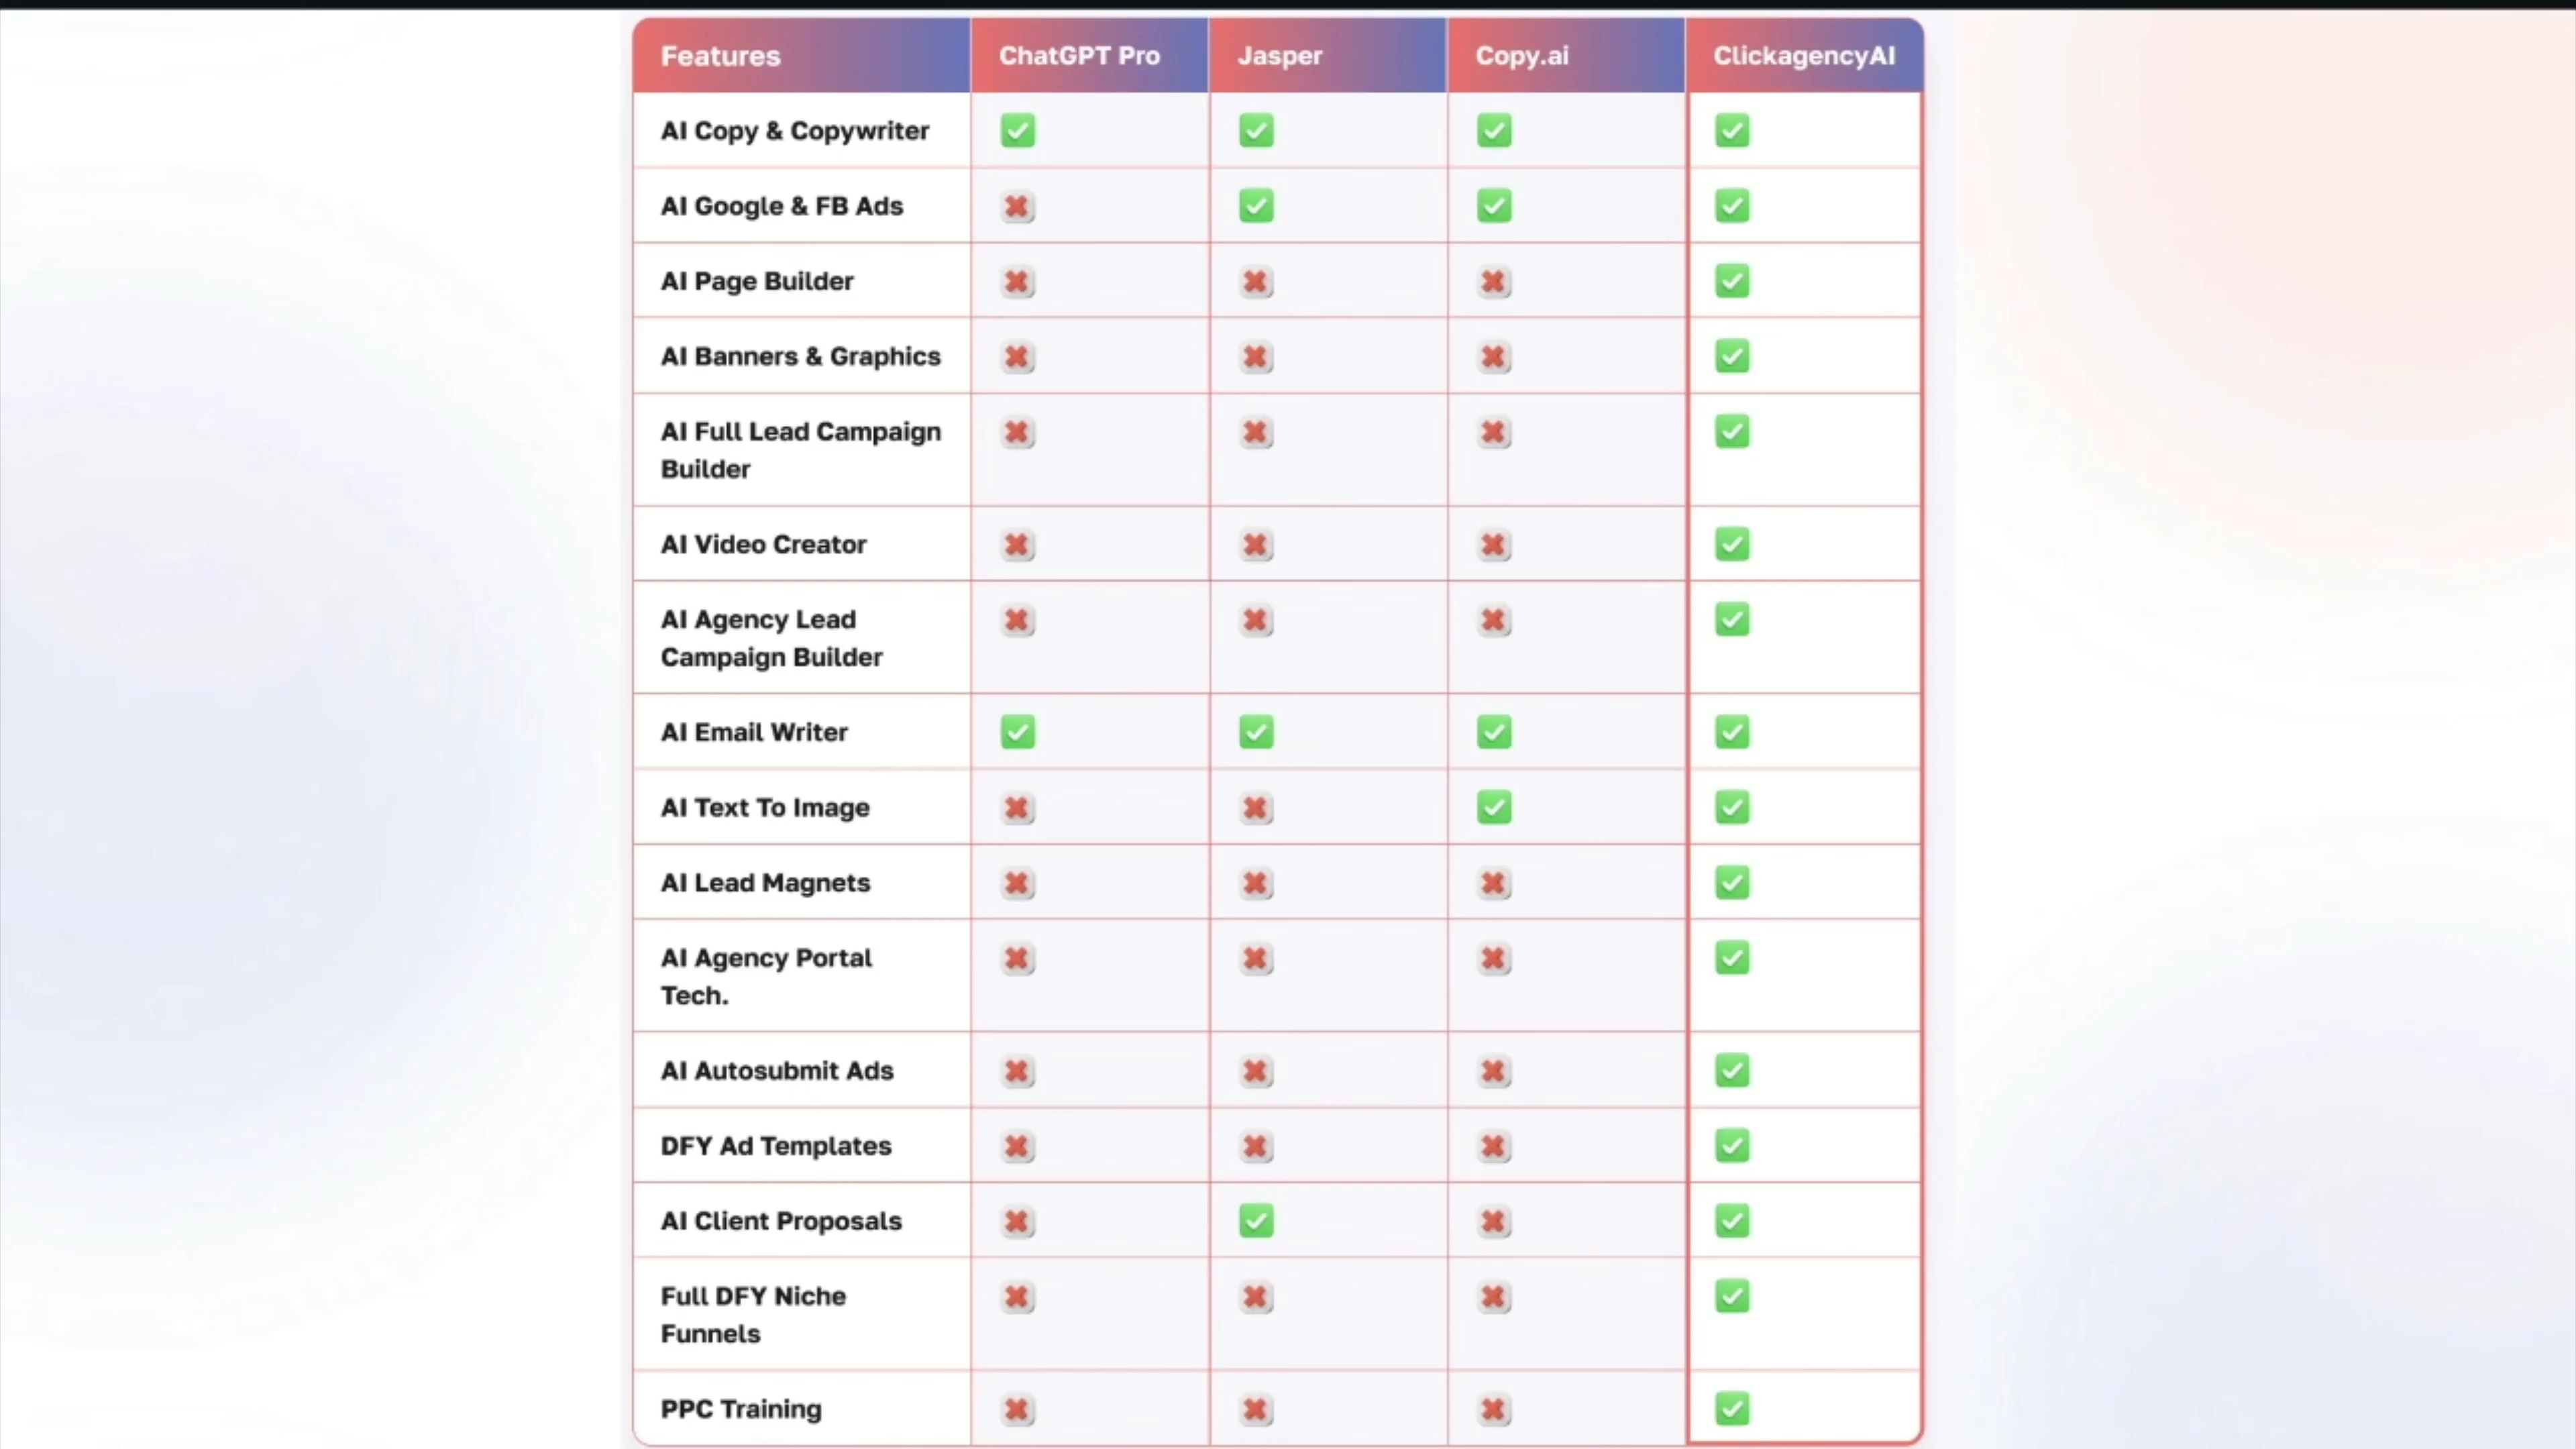 Features ChatGPT Pro Jasper Copy.ai ClickagencyAI
AI Copy & Copywriter ✅ ✅ ✅ ✅
AI Google & FB Ads ✖ ✅ ✅ ✅
AI Page Builder ✖ ✖ ✖ ✅
AI Banners & Graphics ✖ ✖ ✖ ✅
AI Full Lead Campaign ✖ ✖ ✖ ✅
Builder
AI Video Creator ✖ ✖ ✖ ✅
AI Agency Lead ✖ ✖ ✖ ✅
Campaign Builder
AI Email Writer ✅ ✅ ✅ ✅
AI Text To Image ✖ ✖ ✅ ✅
AI Lead Magnets ✖ ✖ ✖ ✅
AI Agency Portal ✖ ✖ ✖ ✅
Tech.
AI Autosubmit Ads ✖ ✖ ✖ ✅
DFY Ad Templates ✖ ✖ ✖ ✅
AI Client Proposals ✖ ✅ ✖ ✅
Full DFY Niche ✖ ✖ ✖ ✅
Funnels
PPC Training ✖ ✖ ✖ ✅